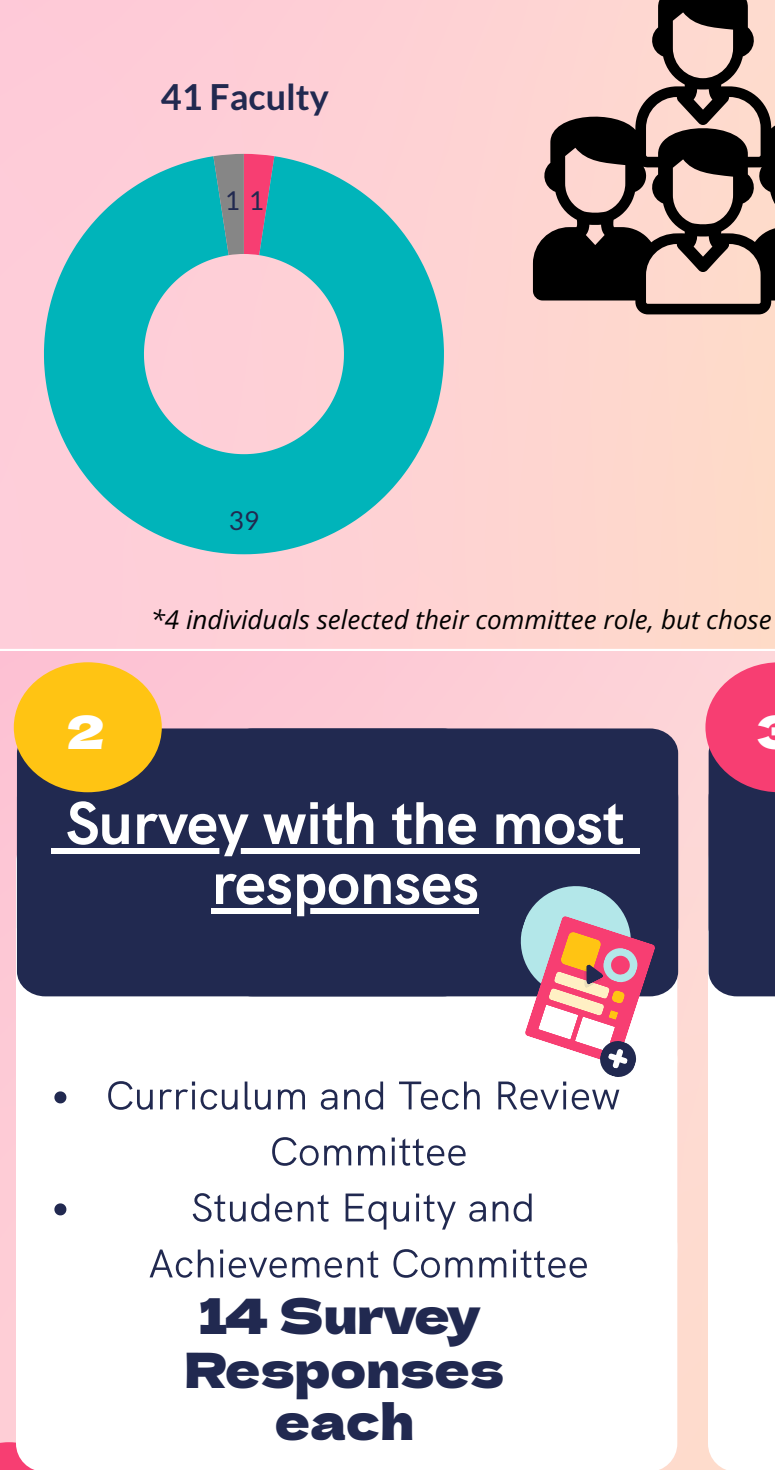 41 Faculty
1 1
39
*4 individuals selected their committee role, but chose
2
3
Survey with the most
responses
• Curriculum and Tech Review
Committee
• Student Equity and
Achievement Committee
14 Survey
Responses
each